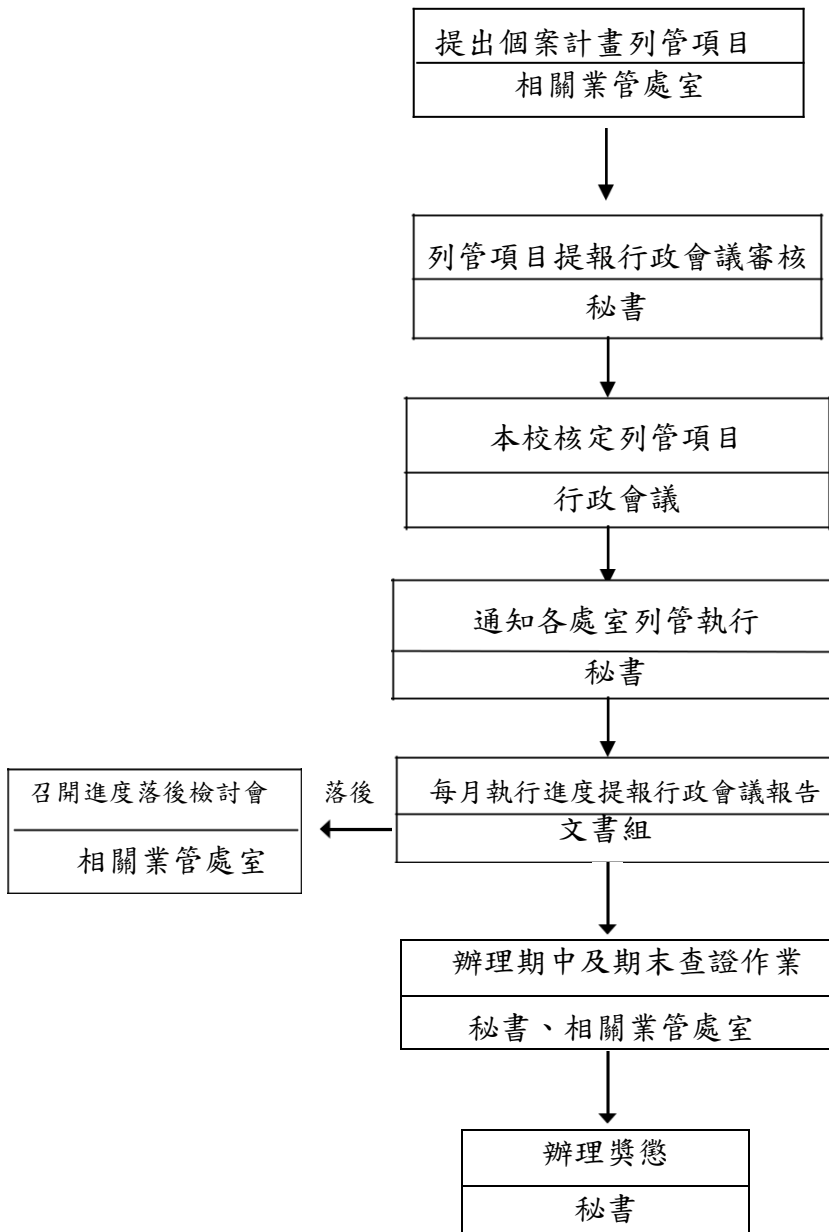 提出個案計畫列管項目
相關業管處室
列管項目提報行政會議審核
秘書
本校核定列管項目
行政會議
通知各處室列管執行
秘書
每月執行進度提報行政會議報告
文書組
落後
召開進度落後檢討會
相關業管處室
辦理期中及期末查證作業
秘書、相關業管處室
辦理獎懲
秘書